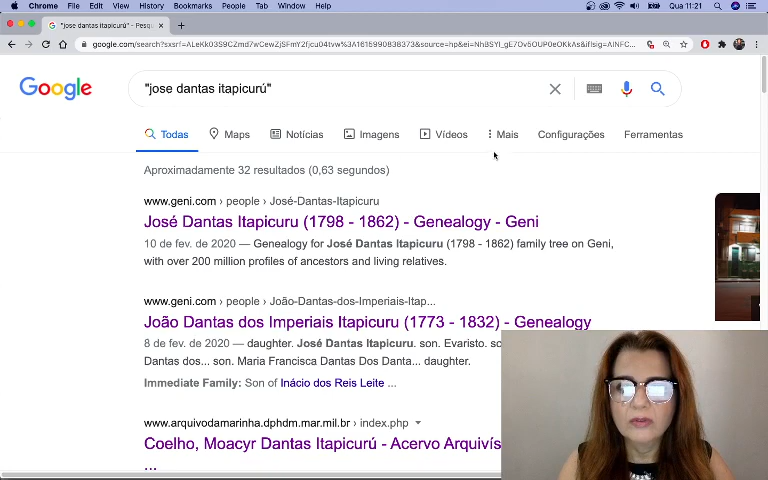 Chrome File Edit View History Bookmarks People Tab Window Help Qua 11:21
"jose dantas itapicurú" - Pesqu
google.com/search?sxsrf=
Google "jose dantas itapicurú"
Todas Maps Notícias Imagens Vídeos Mais Configurações Ferramentas
Aproximadamente 32 resultados (0,63 segundos)
www.geni.com › people › José-Dantas-Itapicuru
José Dantas Itapicuru (1798 - 1862) - Genealogy - Geni
10 de fev. de 2020 — Genealogy for José Dantas Itapicuru (1798 - 1862) family tree on Geni,
with over 200 million profiles of ancestors and living relatives.
www.geni.com › people › João-Dantas-dos-Imperiais-Itap...
João Dantas dos Imperiais Itapicuru (1773 - 1832) - Genealogy
8 de fev. de 2020 — daughter. José Dantas Itapicuru. son. Evaristo. so
Dantas dos... son. Maria Francisca Dantas Dos Danta... daughter.
Immediate Family: Son of Inácio dos Reis Leite ...
www.arquivodamarinha.dphdm.mar.mil.br › index.php
Coelho, Moacyr Dantas Itapicurú - Acervo Arquivís
...